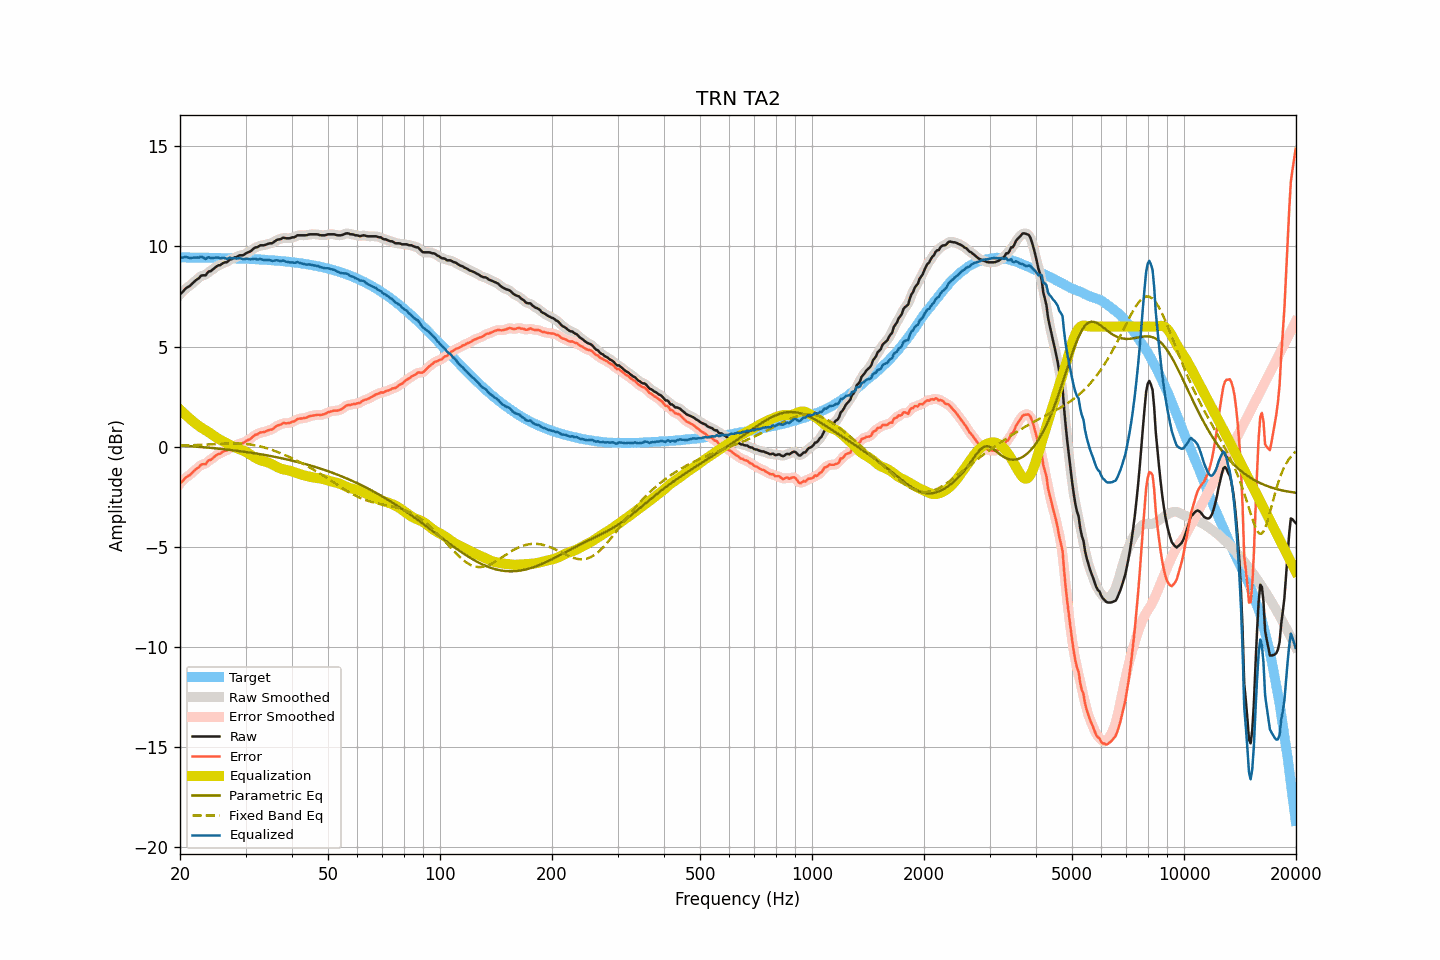 TRN TA2
Amplitude (dBr)
15
10
5
0
−5
−10
−15
−20
Target
Raw Smoothed
Error Smoothed
Raw
Error
Equalization
Parametric Eq
Fixed Band Eq
Equalized
20 50 100 200 500 1000 2000 5000 10000 20000
Frequency (Hz)